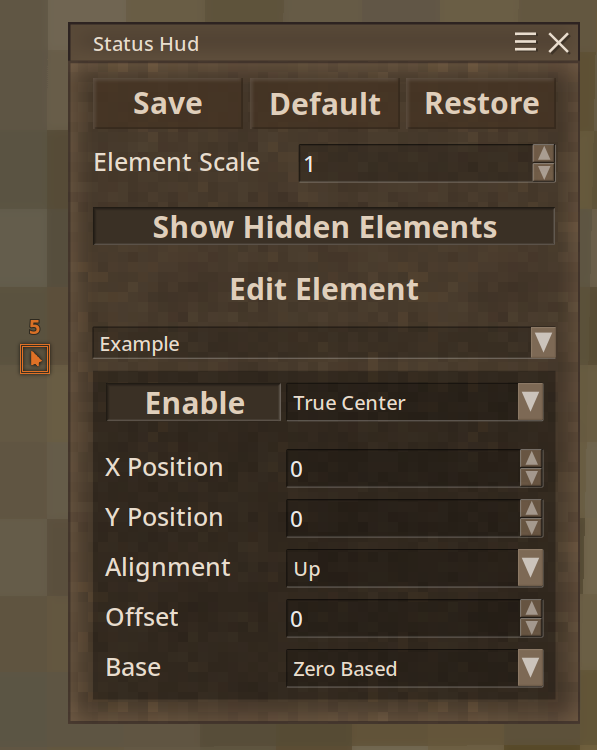 Status Hud
Save Default Restore
Element Scale 1
Show Hidden Elements
Edit Element
5
Example
Enable True Center
X Position 0
Y Position 0
Alignment Up
Offset 0
Base Zero Based